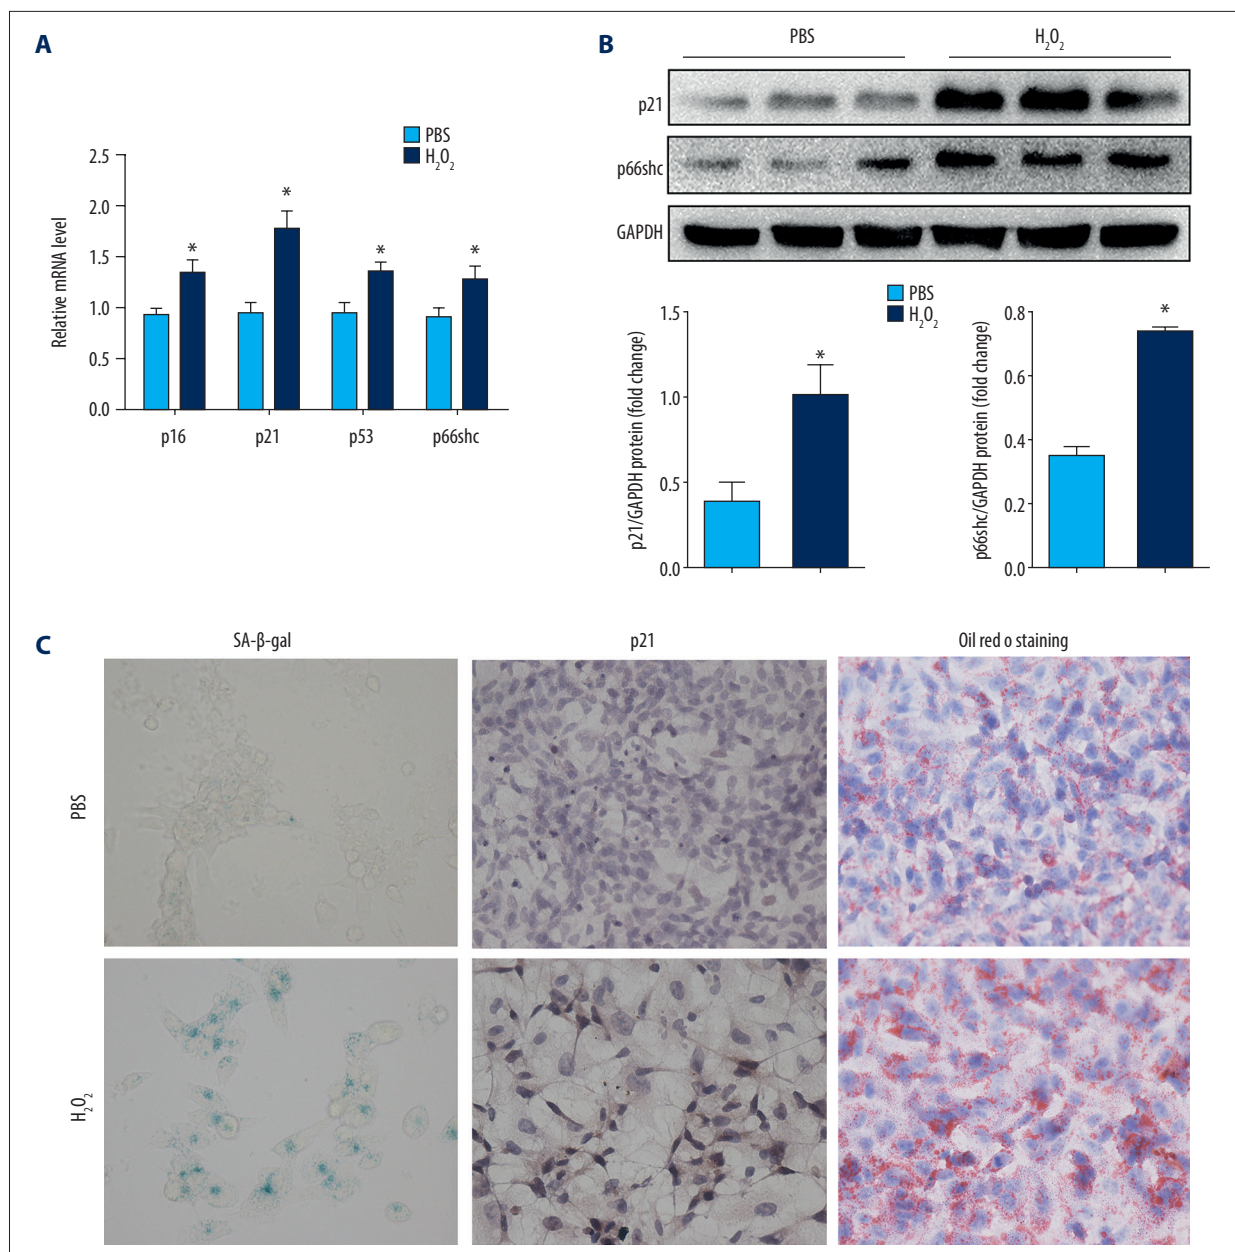 A
PBS
H₂O₂
2.5
2.0
1.5
1.0
0.5
0.0
Relative mRNA level
*
*
*
*
p16
p21
p53
p66shc
B
PBS
H₂O₂
p21
p66shc
GAPDH
PBS
H₂O₂
1.5
1.0
0.5
0.0
p21/GAPDH protein (fold change)
*
0.8
0.6
0.4
0.2
0.0
p66shc/GAPDH protein (fold change)
*
C
SA-β-gal
p21
Oil red o staining
PBS
H₂O₂